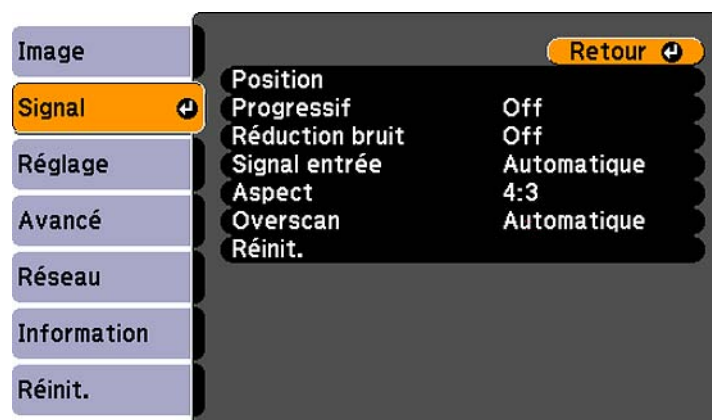 Image
Signal
Réglage
Avancé
Réseau
Information
Réinit.
Retour
Position
Progressif Off
Réduction bruit Off
Signal entrée Automatique
Aspect 4:3
Overscan Automatique
Réinit.